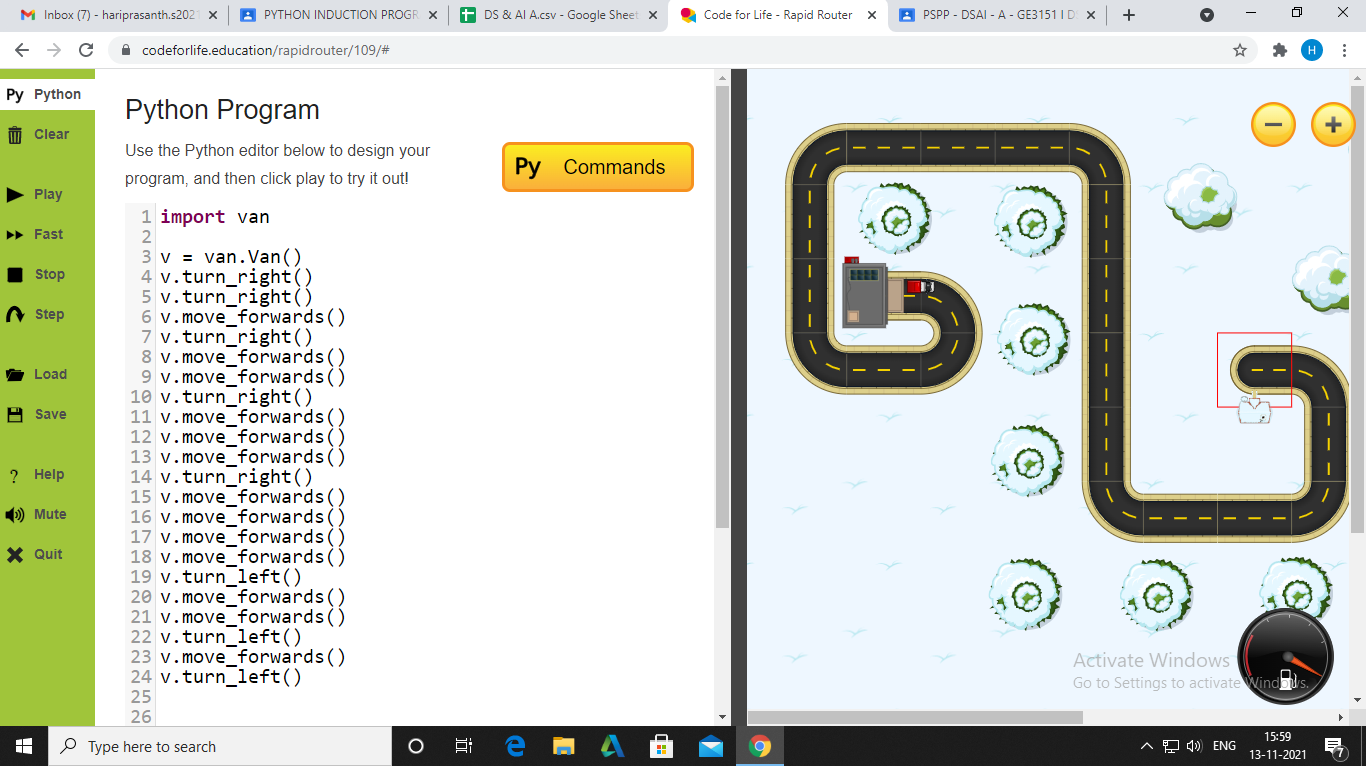 Inbox (7) - hariprasanth.s2021
PYTHON INDUCTION PROGR
DS & AI A.csv - Google Sheet
Code for Life - Rapid Router
PSPP - DSAI - A - GE3151 I D
codeforlife.education/rapidrouter/109/#
H
Py Python
Clear
Play
Fast
Stop
Step
Load
Save
? Help
Mute
Quit
Python Program
Use the Python editor below to design your
program, and then click play to try it out!
Py Commands
1 import van
2
3 v = van.Van()
4 v.turn_right()
5 v.turn_right()
6 v.move_forwards()
7 v.turn_right()
8 v.move_forwards()
9 v.move_forwards()
10 v.turn_right()
11 v.move_forwards()
12 v.move_forwards()
13 v.move_forwards()
14 v.turn_right()
15 v.move_forwards()
16 v.move_forwards()
17 v.move_forwards()
18 v.move_forwards()
19 v.turn_left()
20 v.move_forwards()
21 v.move_forwards()
22 v.turn_left()
23 v.move_forwards()
24 v.turn_left()
25
26
Activate Windows
Go to Settings to activate Windows.
Type here to search
ENG
15:59
13-11-2021
7